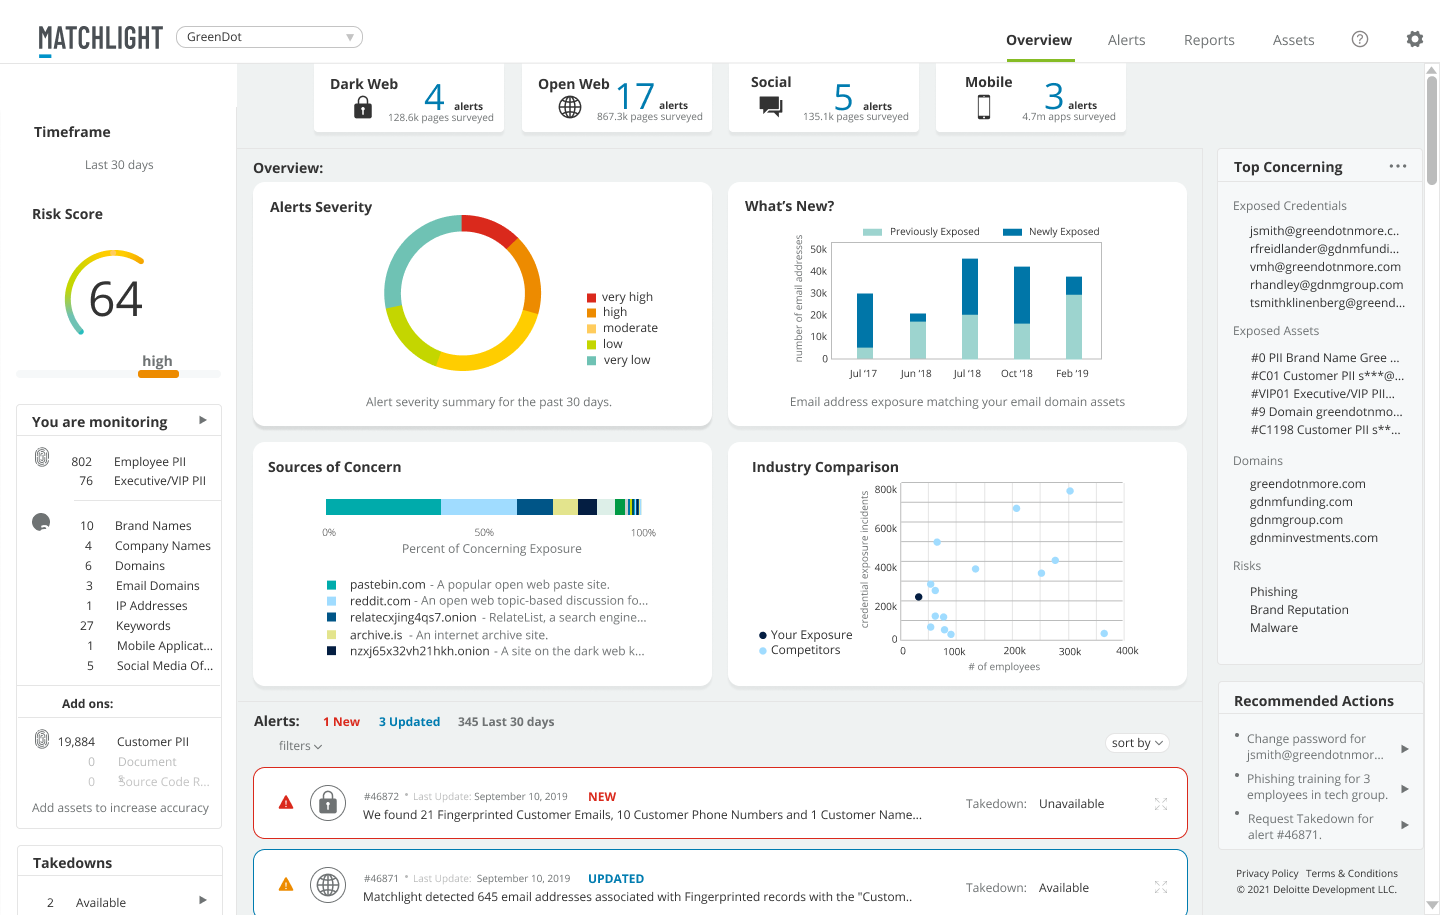 MATCHLIGHT GreenDot
Overview Alerts Reports Assets ?
Dark Web 4 alerts
128.6k pages surveyed
Open Web 17 alerts
867.3k pages surveyed
Social 5 alerts
135.1k pages surveyed
Mobile 3 alerts
4.7m apps surveyed
Timeframe
Last 30 days
Risk Score
64
high
You are monitoring
802 Employee PII
76 Executive/VIP PII
10 Brand Names
4 Company Names
6 Domains
3 Email Domains
1 IP Addresses
27 Keywords
1 Mobile Applicat...
5 Social Media Of...
Add ons:
19,884 Customer PII
0 Document
0 Source Code R...
Add assets to increase accuracy
Takedowns
2 Available
Overview:
Alerts Severity
very high
high
moderate
low
very low
Alert severity summary for the past 30 days.
What's New?
Previously Exposed Newly Exposed
number of email addresses
50k
40k
30k
20k
10k
0
Jul '17 Jun '18 Jul '18 Oct '18 Feb '19
Email address exposure matching your email domain assets
Sources of Concern
0% 50% 100%
Percent of Concerning Exposure
pastebin.com - A popular open web paste site.
reddit.com - An open web topic-based discussion fo...
relatecxjing4qs7.onion - RelateList, a search engine...
archive.is - An internet archive site.
nzxj65x32vh21hkh.onion - A site on the dark web k...
Industry Comparison
credential exposure incidents
800k
600k
400k
200k
0
0 100k 200k 300k 400k
# of employees
Your Exposure
Competitors
Alerts: 1 New 3 Updated 345 Last 30 days
filters
sort by
#46872 * Last Update: September 10, 2019 NEW
We found 21 Fingerprinted Customer Emails, 10 Customer Phone Numbers and 1 Customer Name...
Takedown: Unavailable
#46871 * Last Update: September 10, 2019 UPDATED
Matchlight detected 645 email addresses associated with Fingerprinted records with the "Custom..
Takedown: Available
Top Concerning ...
Exposed Credentials
jsmith@greendotnmore.c..
rfreidlander@gdnmfundi...
vmh@greendotnmore.com
rhandley@gdnmgroup.com
tsmithklinenberg@greend...
Exposed Assets
#0 PII Brand Name Gree ...
#C01 Customer PII s***@...
#VIP01 Executive/VIP PII...
#9 Domain greendotnmo...
#C1198 Customer PII s**...
Domains
greendotnmore.com
gdnmfunding.com
gdnmgroup.com
gdnminvestments.com
Risks
Phishing
Brand Reputation
Malware
Recommended Actions
* Change password for
jsmith@greendotnmor...
* Phishing training for 3
employees in tech group.
* Request Takedown for
alert #46871.
Privacy Policy Terms & Conditions
© 2021 Deloitte Development LLC.